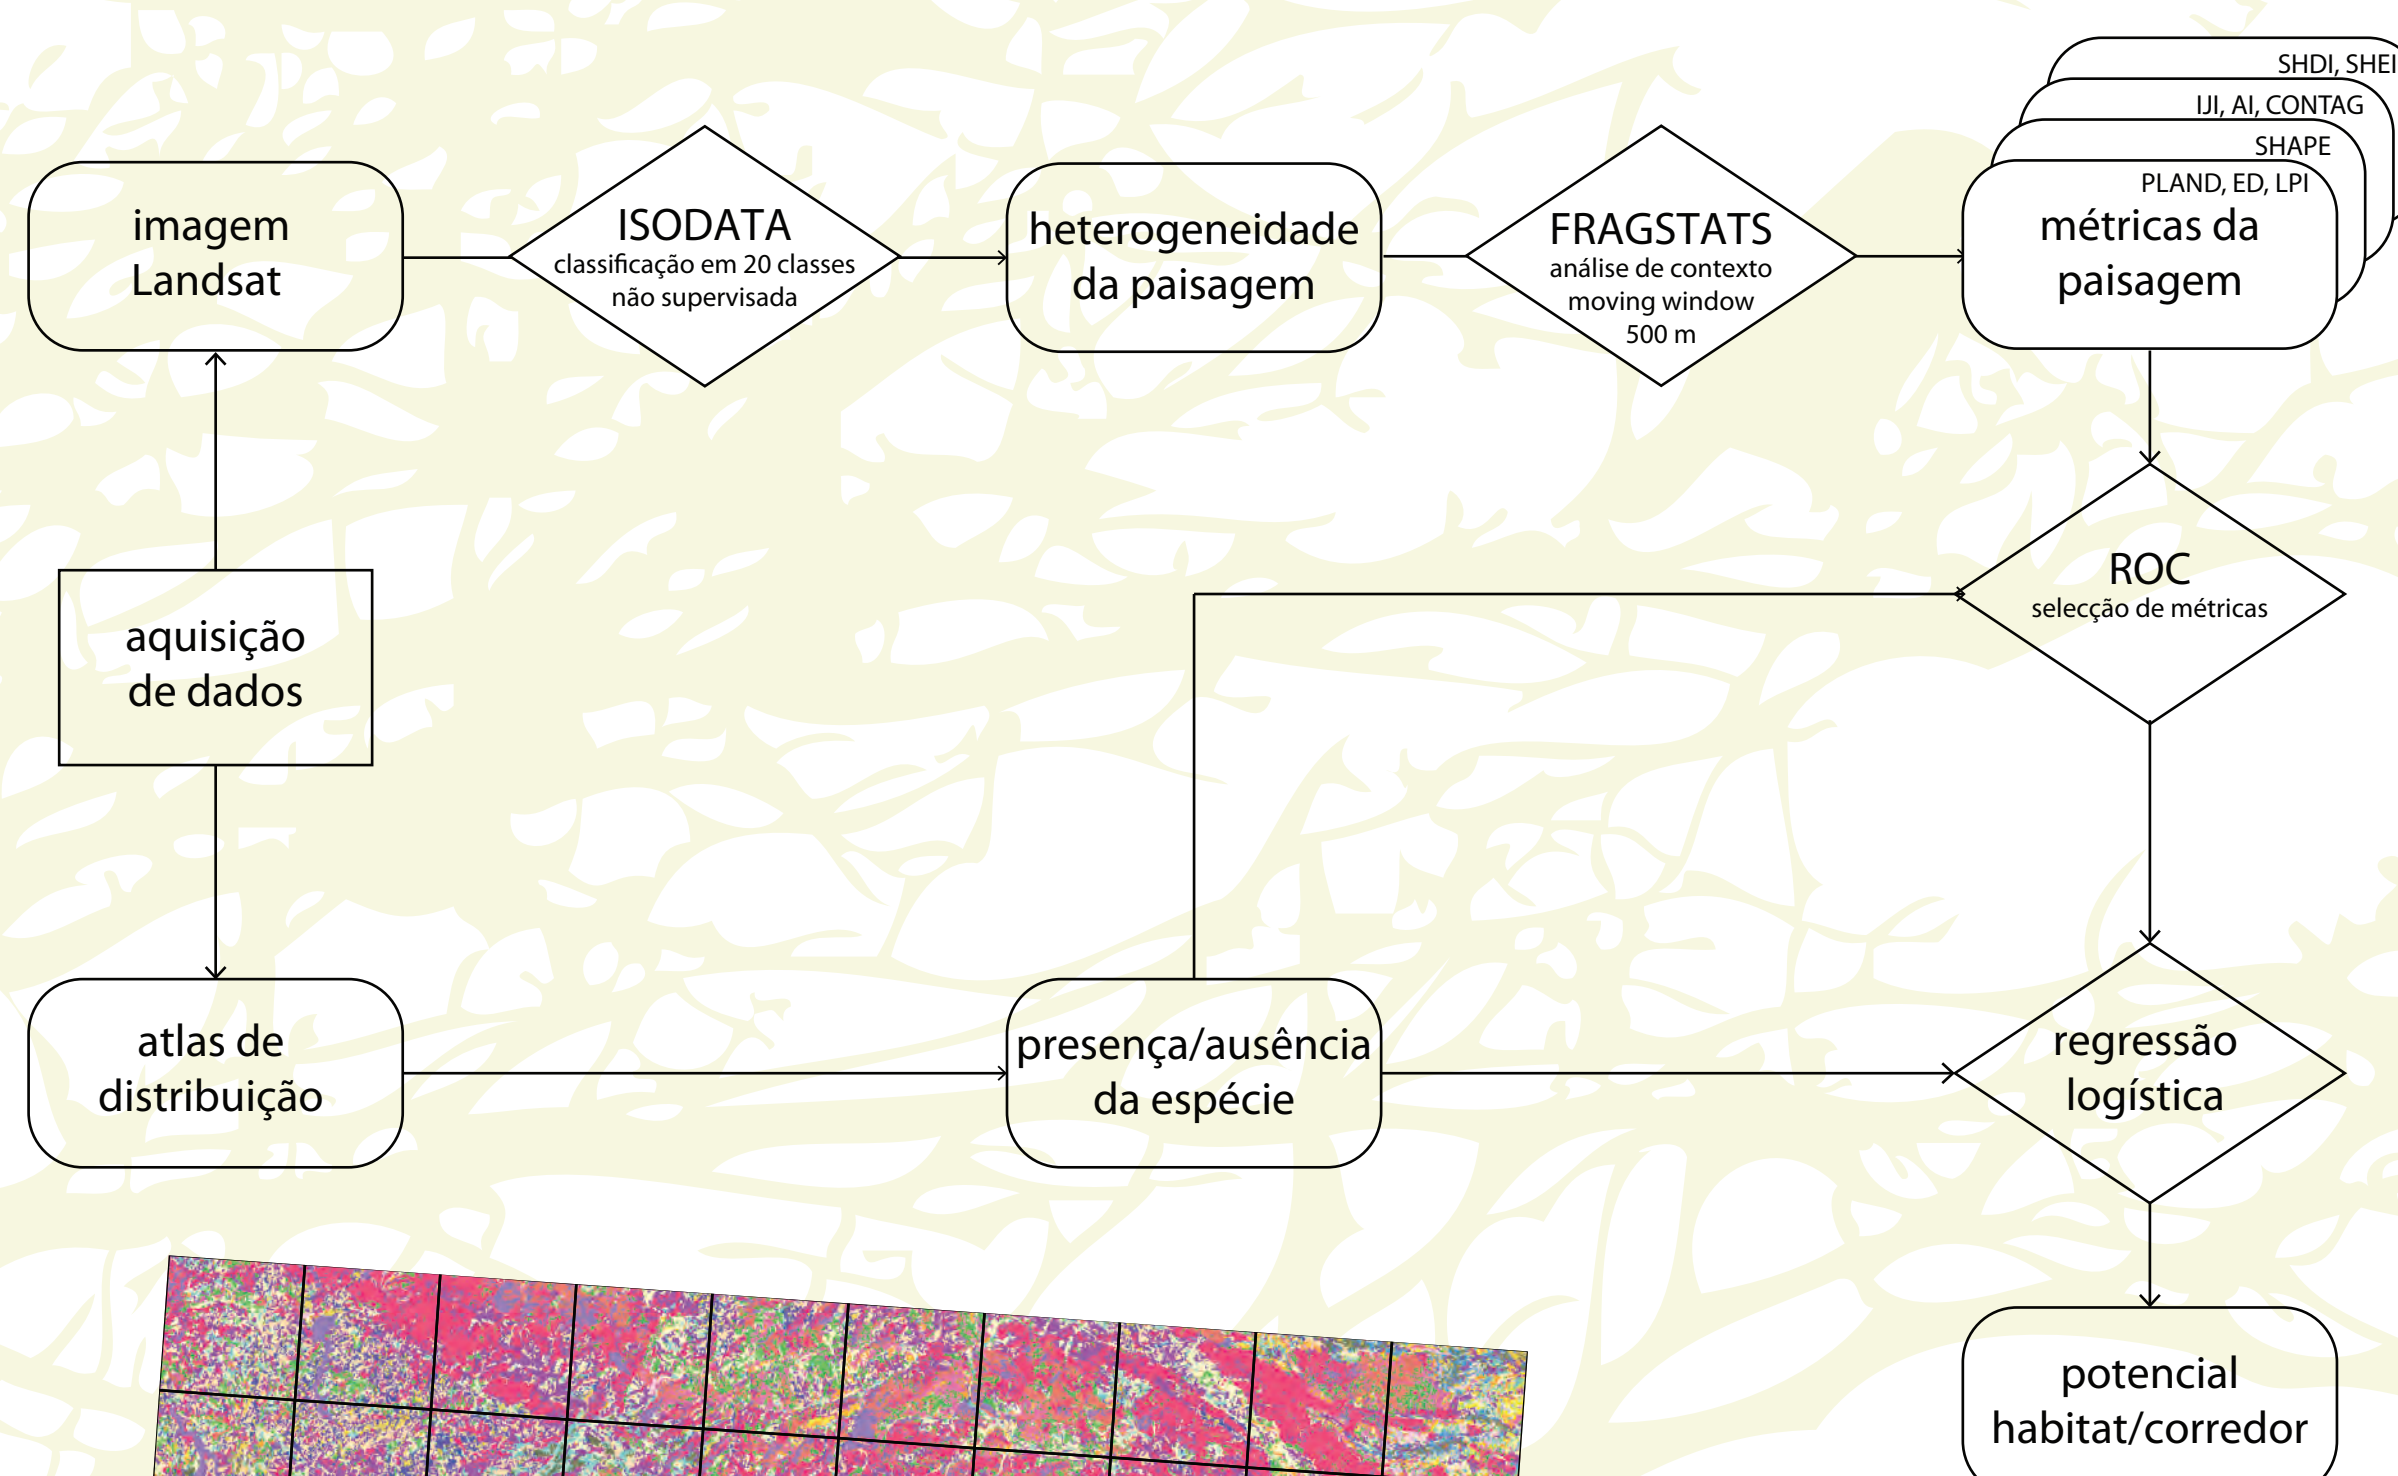 SHDI, SHEI
IJI, AI, CONTAG
SHAPE
PLAND, ED, LPI
métricas da
paisagem
imagem
Landsat
ISODATA
classificação em 20 classes
não supervisada
heterogeneidade
da paisagem
FRAGSTATS
análise de contexto
moving window
500 m
ROC
selecção de métricas
aquisição
de dados
atlas de
distribuição
presença/ausência
da espécie
regressão
logística
potencial
habitat/corredor